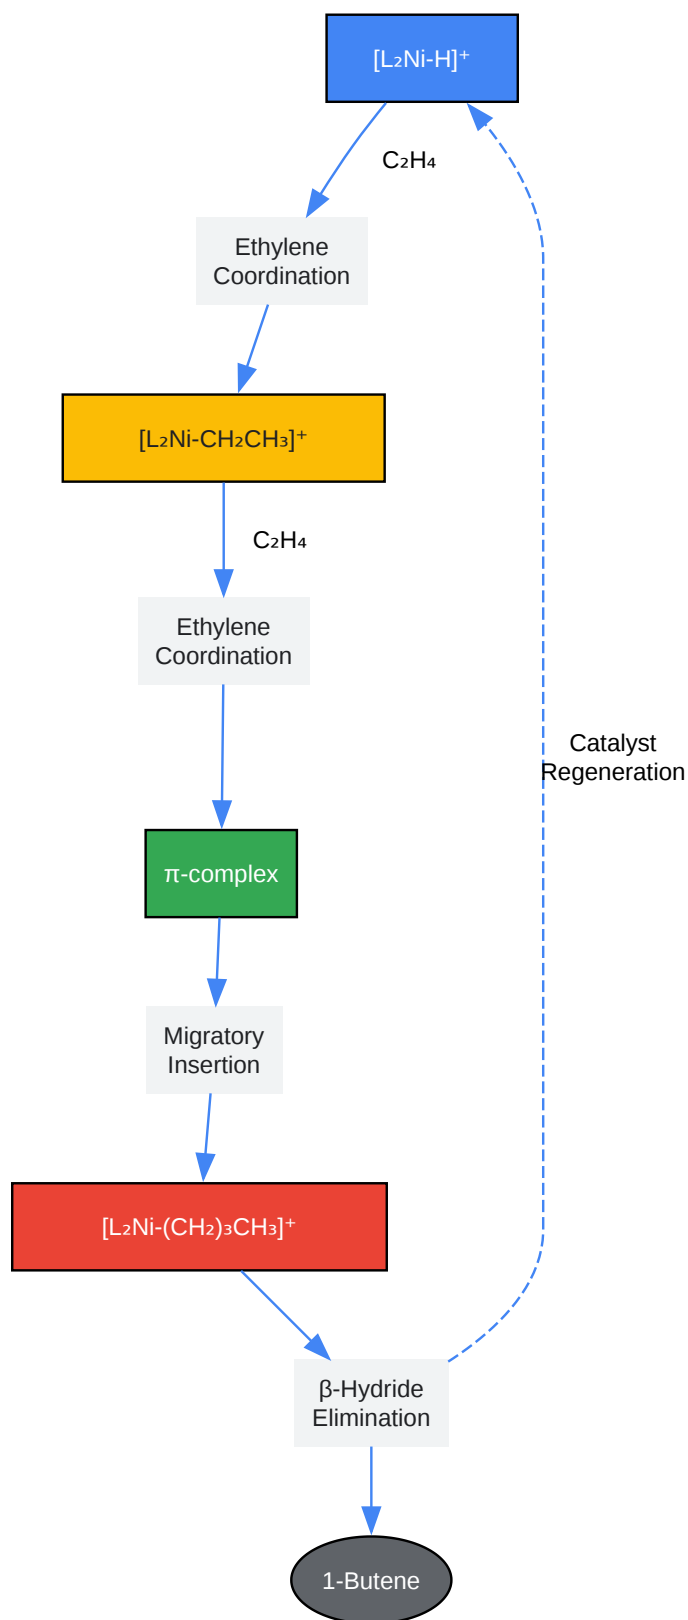 [L₂Ni-H]⁺
C₂H₄
Ethylene
Coordination
[L₂Ni-CH₂CH₃]⁺
C₂H₄
Ethylene
Coordination
Catalyst
Regeneration
π-complex
Migratory
Insertion
[L₂Ni-(CH₂)₃CH₃]⁺
β-Hydride
Elimination
1-Butene